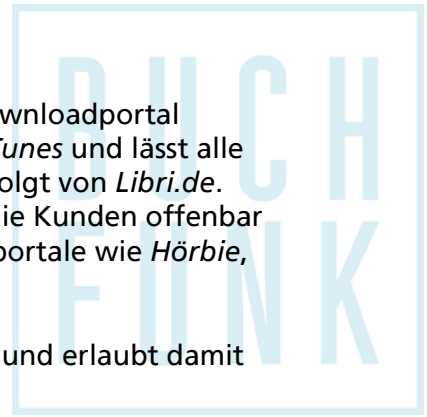 BUCH
FUNK
wnloadportal
Tunes und lässt alle
olgt von Libri.de.
ie Kunden offenbar
portale wie Hörbie,
und erlaubt damit